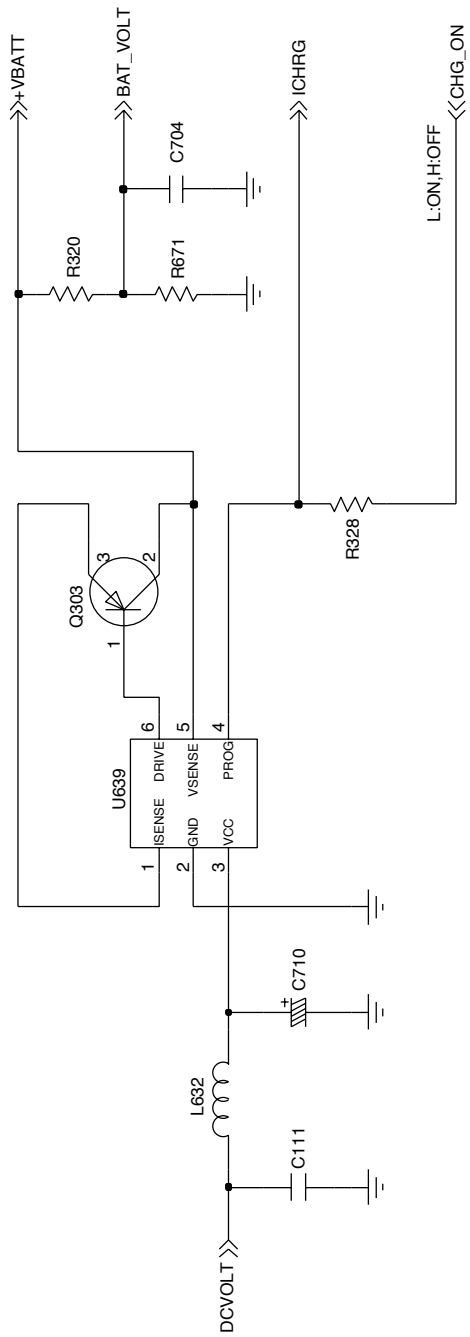 +VBATT
BAT_VOLT
C704
R320
R671
ICHRG
L:ON,H:OFF
CHG_ON
R328
Q303
3
2
1
U639
6
5
4
DRIVE
VSENSE
PROG
ISENSE
GND
VCC
1
2
3
+
C710
L632
C111
DCVOLT